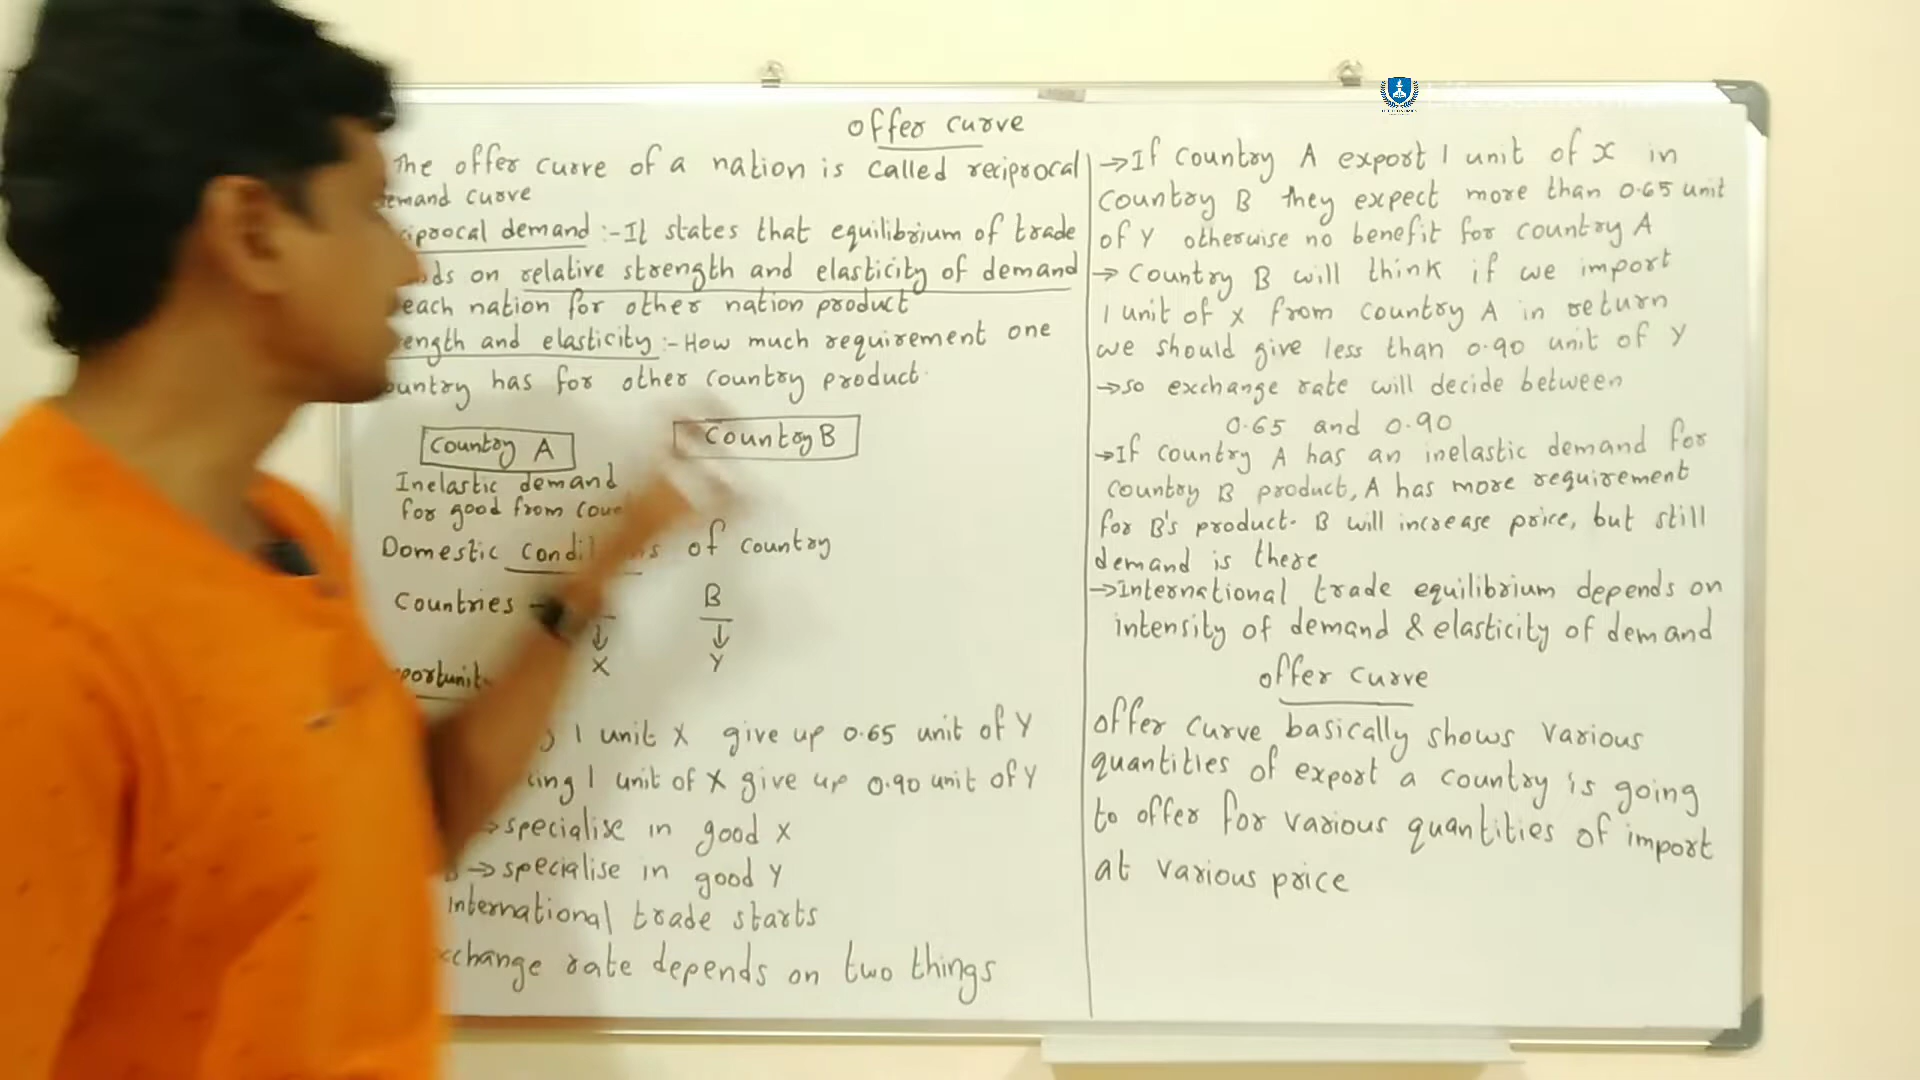 offer curve
The offer curve of a nation is called reciprocal
demand curve
reciprocal demand :- It states that equilibrium of trade
on relative strength and elasticity of demand
each nation for other nation product
strength and elasticity :- How much requirement one
country has for other country product.
Country A
Country B
Inelastic demand
for good from
Domestic conditions of country
Countries →
B
X
Y
1 unit X give up 0.65 unit of Y
1 unit of X give up 0.90 unit of Y
→ specialise in good X
B → specialise in good Y
International trade starts
exchange rate depends on two things
→ If Country A export 1 unit of x in
Country B they expect more than 0.65 unit
of Y otherwise no benefit for country A
→ Country B will think if we import
1 unit of X from country A in return
we should give less than 0.90 unit of Y
→ so exchange rate will decide between
0.65 and 0.90
→ If country A has an inelastic demand for
country B product, A has more requirement
for B's product. B will increase price, but still
demand is there
→ International trade equilibrium depends on
intensity of demand & elasticity of demand
offer curve
offer curve basically shows various
quantities of export a country is going
to offer for various quantities of import
at various price